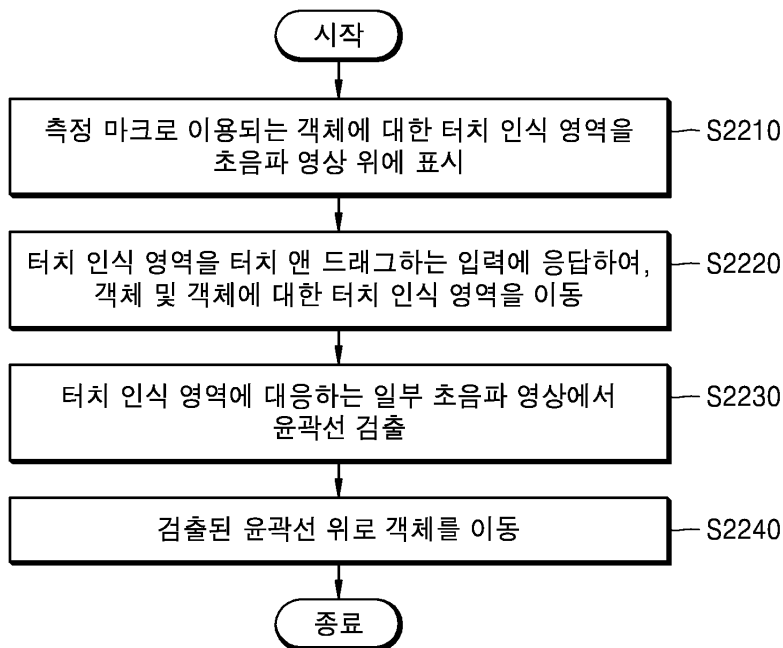 시작
측정 마크로 이용되는 객체에 대한 터치 인식 영역을
초음파 영상 위에 표시
S2210
터치 인식 영역을 터치 앤 드래그하는 입력에 응답하여,
객체 및 객체에 대한 터치 인식 영역을 이동
S2220
터치 인식 영역에 대응하는 일부 초음파 영상에서
윤곽선 검출
S2230
검출된 윤곽선 위로 객체를 이동
S2240
종료